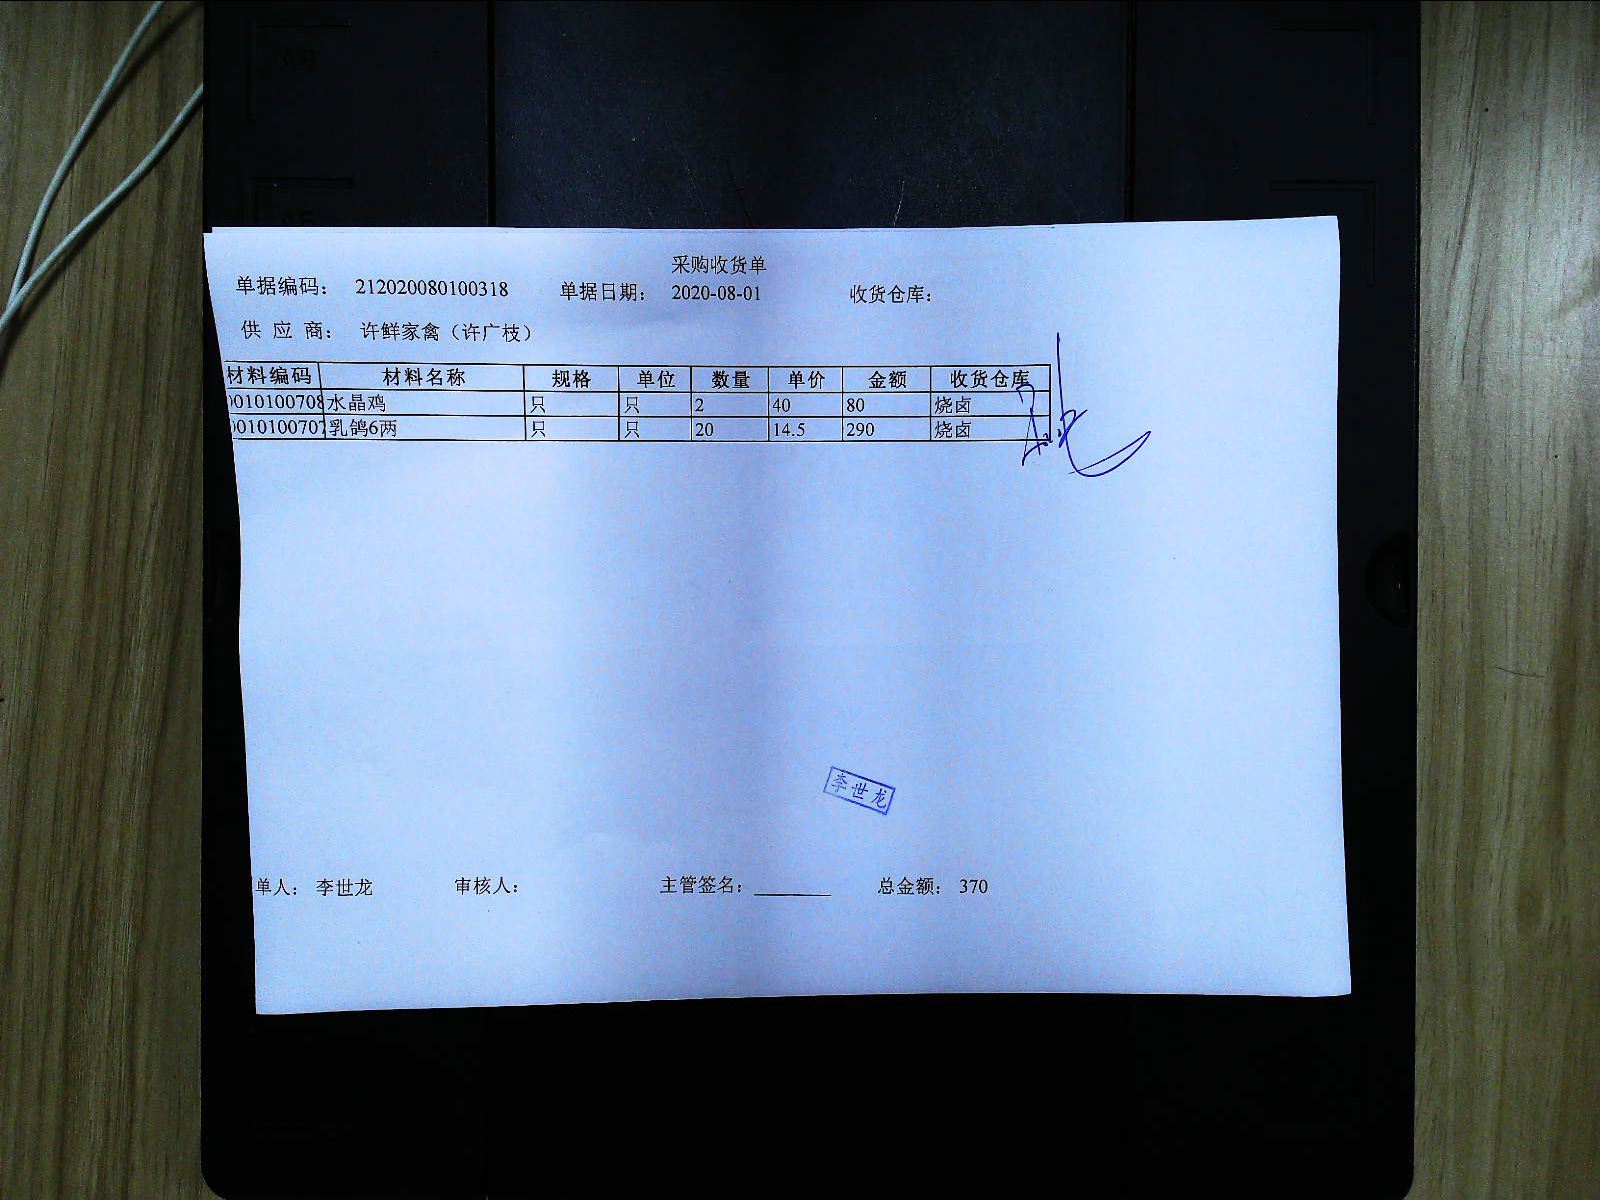 采购收货单
单据编码： 212020080100318 单据日期： 2020-08-01 收货仓库：
供 应 商： 许鲜家禽（许广枝）
材料编码 材料名称 规格 单位 数量 单价 金额 收货仓库
0010100708 水晶鸡 只 只 2 40 80 烧卤
0010100707 乳鸽6两 只 只 20 14.5 290 烧卤
李世龙
单人： 李世龙 审核人： 主管签名： 总金额： 370